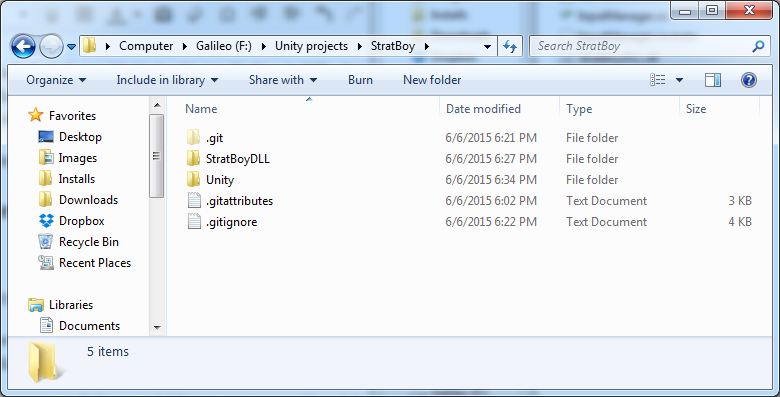 Computer Galileo (F:) Unity projects StratBoy
Search StratBoy
Organize Include in library Share with Burn New folder
Favorites
Desktop
Images
Installs
Downloads
Dropbox
Recycle Bin
Recent Places
Libraries
Documents
Name Date modified Type Size
.git 6/6/2015 6:21 PM File folder
StratBoyDLL 6/6/2015 6:27 PM File folder
Unity 6/6/2015 6:34 PM File folder
.gitattributes 6/6/2015 6:02 PM Text Document 3 KB
.gitignore 6/6/2015 6:22 PM Text Document 4 KB
5 items